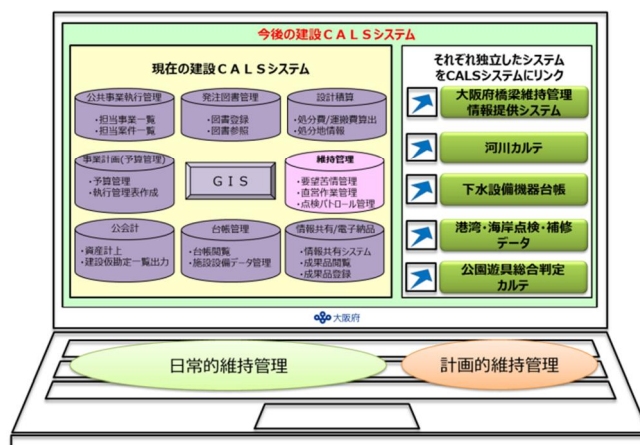 今後の建設CALSシステム
現在の建設CALSシステム
公共事業執行管理
・担当事業一覧
・担当案件一覧
発注図書管理
・図書登録
・図書参照
設計積算
・処分費/運搬費算出
・処分地情報
事業計画(予算管理)
・予算管理
・執行管理表作成
GIS
維持管理
・要望苦情管理
・直営作業管理
・点検パトロール管理
公会計
・資産計上
・建設仮勘定一覧出力
台帳管理
・台帳閲覧
・施設設備データ管理
情報共有/電子納品
・情報共有システム
・成果品閲覧
・成果品登録
それぞれ独立したシステム
をCALSシステムにリンク
大阪府橋梁維持管理
情報提供システム
河川カルテ
下水設備機器台帳
港湾・海岸点検・補修
データ
公園遊具総合判定
カルテ
大阪府
日常的維持管理
計画的維持管理